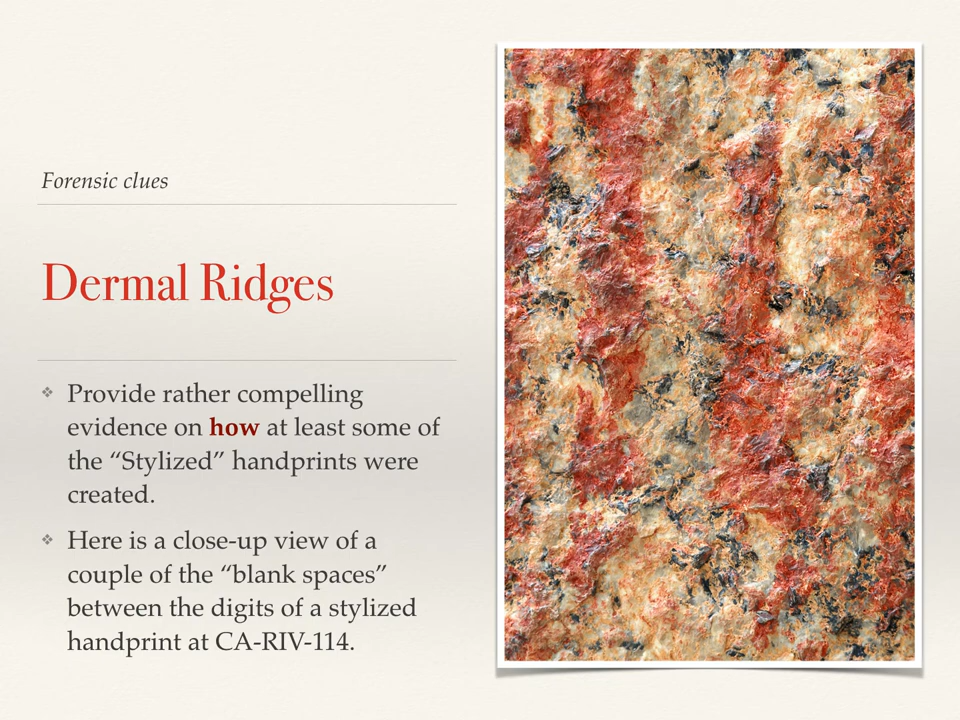 Forensic clues
Dermal Ridges
❖ Provide rather compelling
evidence on how at least some of
the “Stylized” handprints were
created.
❖ Here is a close-up view of a
couple of the “blank spaces”
between the digits of a stylized
handprint at CA-RIV-114.